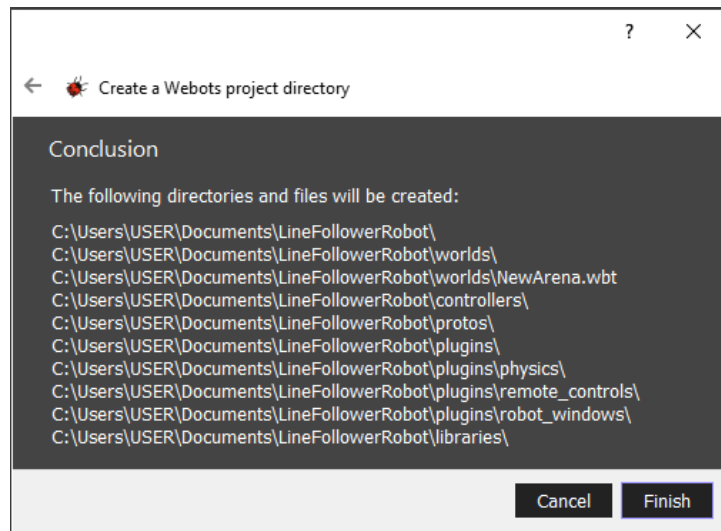 ?
Create a Webots project directory
Conclusion
The following directories and files will be created:
C:\Users\USER\Documents\LineFollowerRobot\
C:\Users\USER\Documents\LineFollowerRobot\worlds\
C:\Users\USER\Documents\LineFollowerRobot\worlds\NewArena.wbt
C:\Users\USER\Documents\LineFollowerRobot\controllers\
C:\Users\USER\Documents\LineFollowerRobot\protos\
C:\Users\USER\Documents\LineFollowerRobot\plugins\
C:\Users\USER\Documents\LineFollowerRobot\plugins\physics\
C:\Users\USER\Documents\LineFollowerRobot\plugins\remote_controls\
C:\Users\USER\Documents\LineFollowerRobot\plugins\robot_windows\
C:\Users\USER\Documents\LineFollowerRobot\libraries\
Cancel Finish